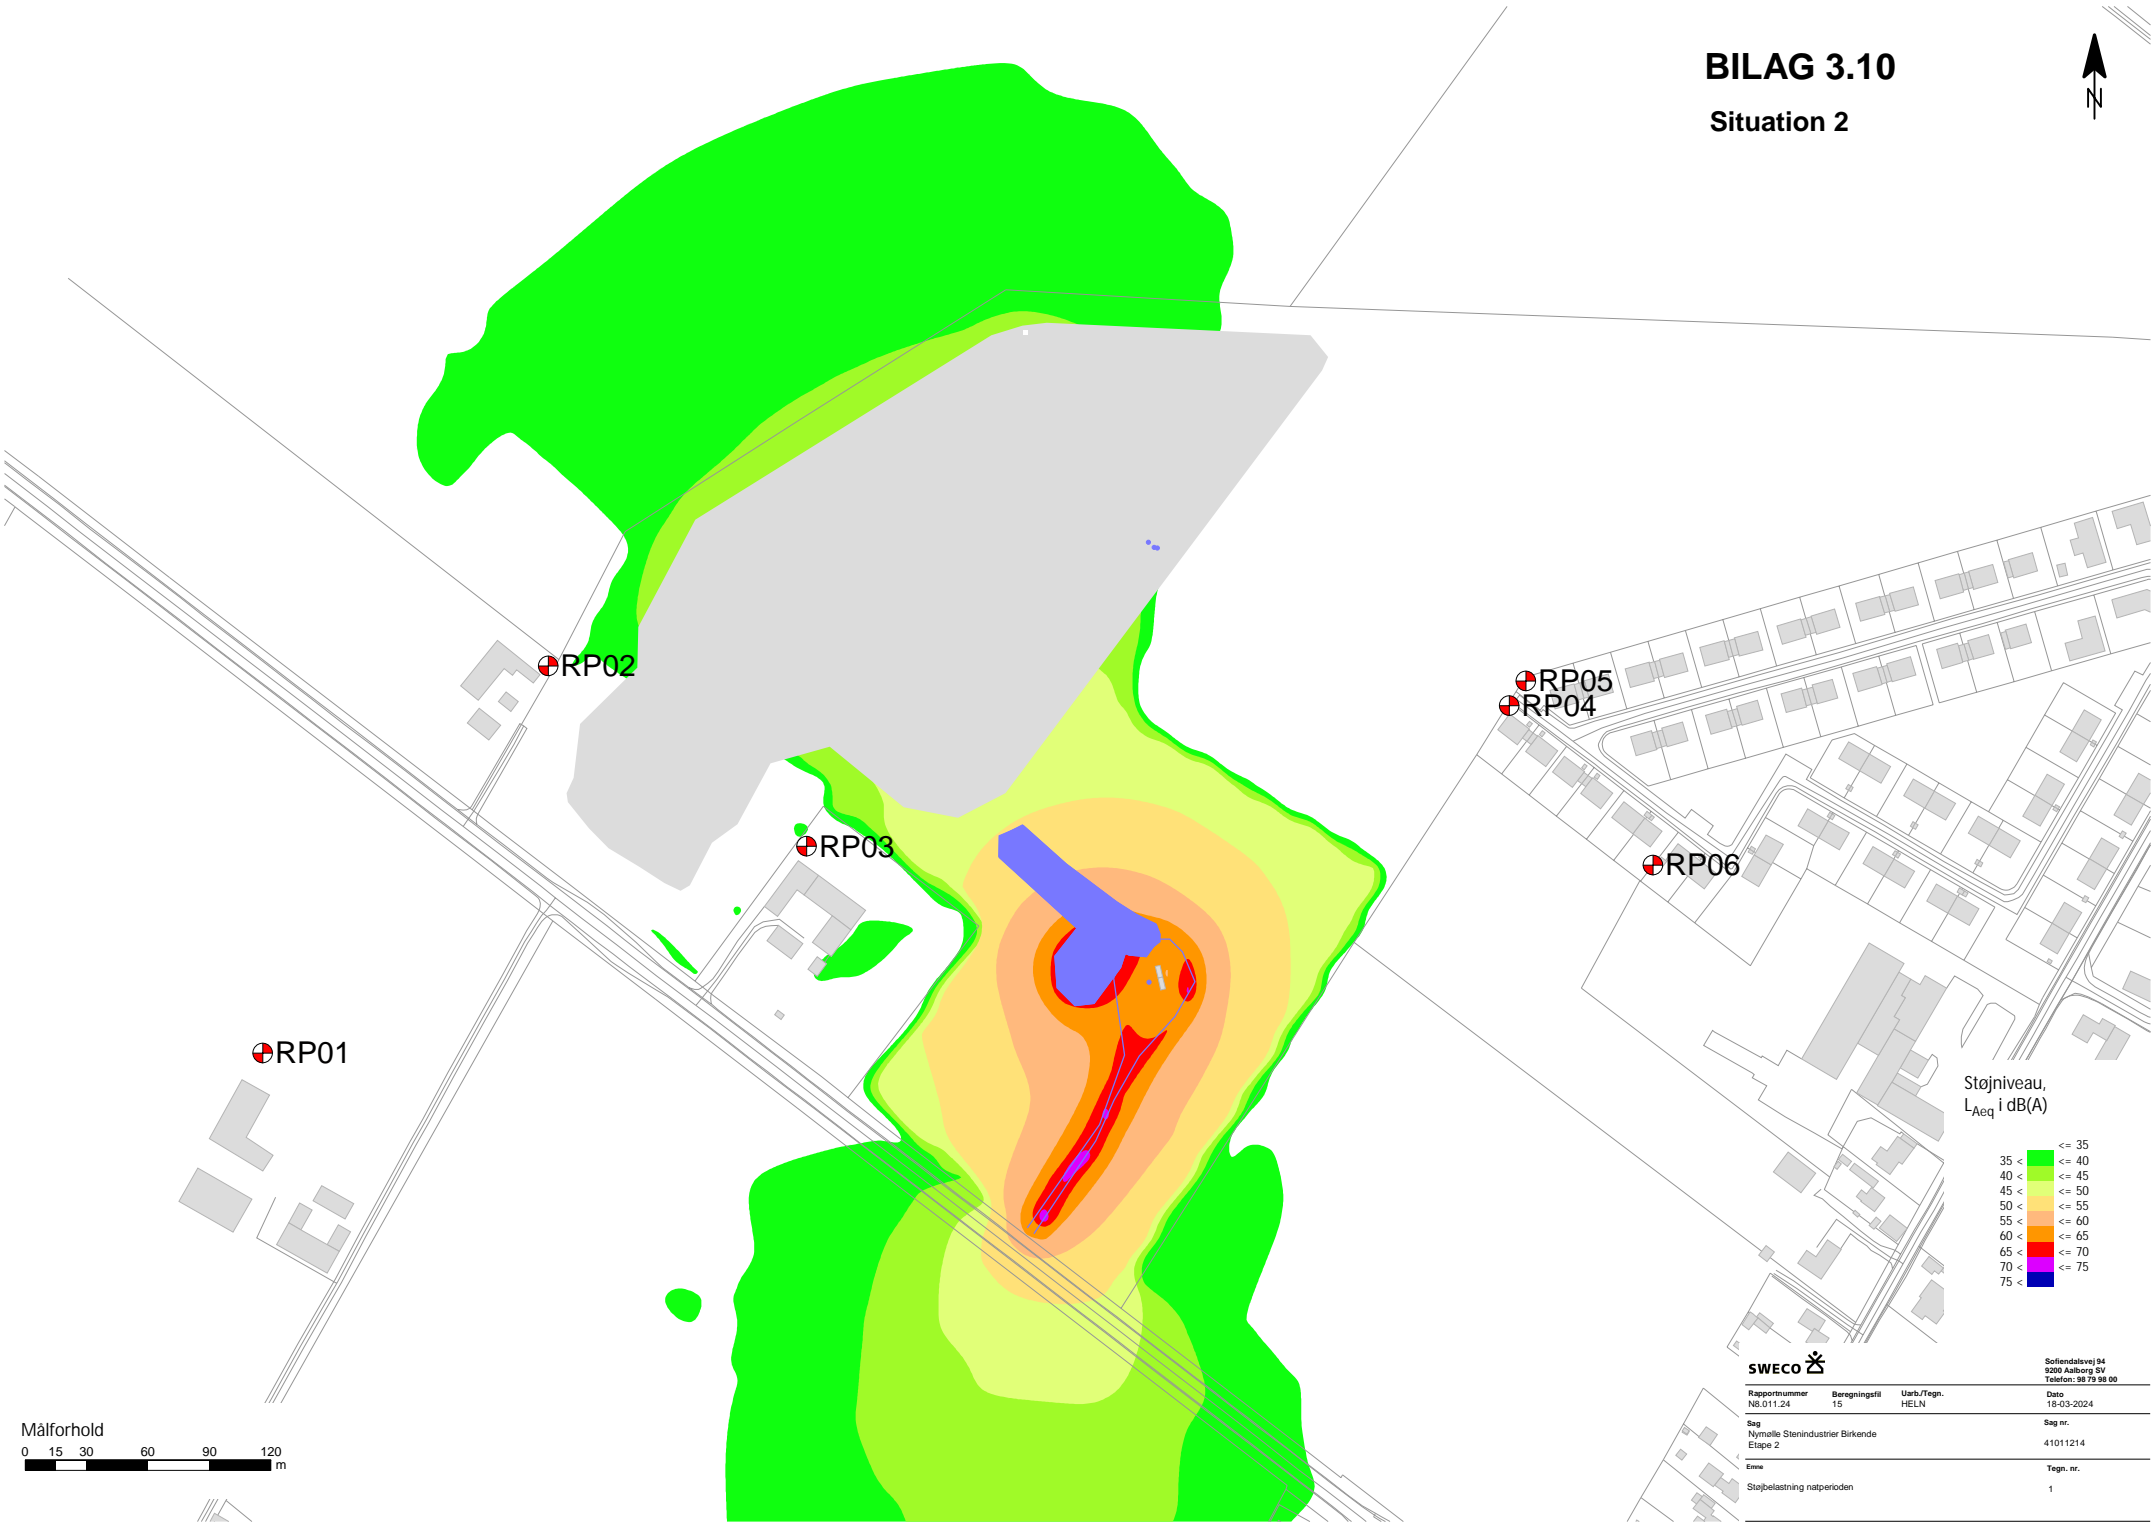 BILAG 3.10
Situation 2
N
RP02
RP05
RP04
RP03
RP06
RP01
Støjniveau,
LAeq i dB(A)
<= 35
35 < <= 40
40 < <= 45
45 < <= 50
50 < <= 55
55 < <= 60
60 < <= 65
65 < <= 70
70 < <= 75
75 <
Målforhold
0 15 30 60 90 120
m
SWECO
Sofiendalsvej 94
9200 Aalborg SV
Telefon: 98 79 98 00
Rapportnummer Beregningsfil Uarb./Tegn. Dato
N8.011.24 15 HELN 18-03-2024
Sag Sag nr.
Nymølle Stenindustrier Birkende
Etape 2 41011214
Emne Tegn. nr.
Støjbelastning natperioden 1